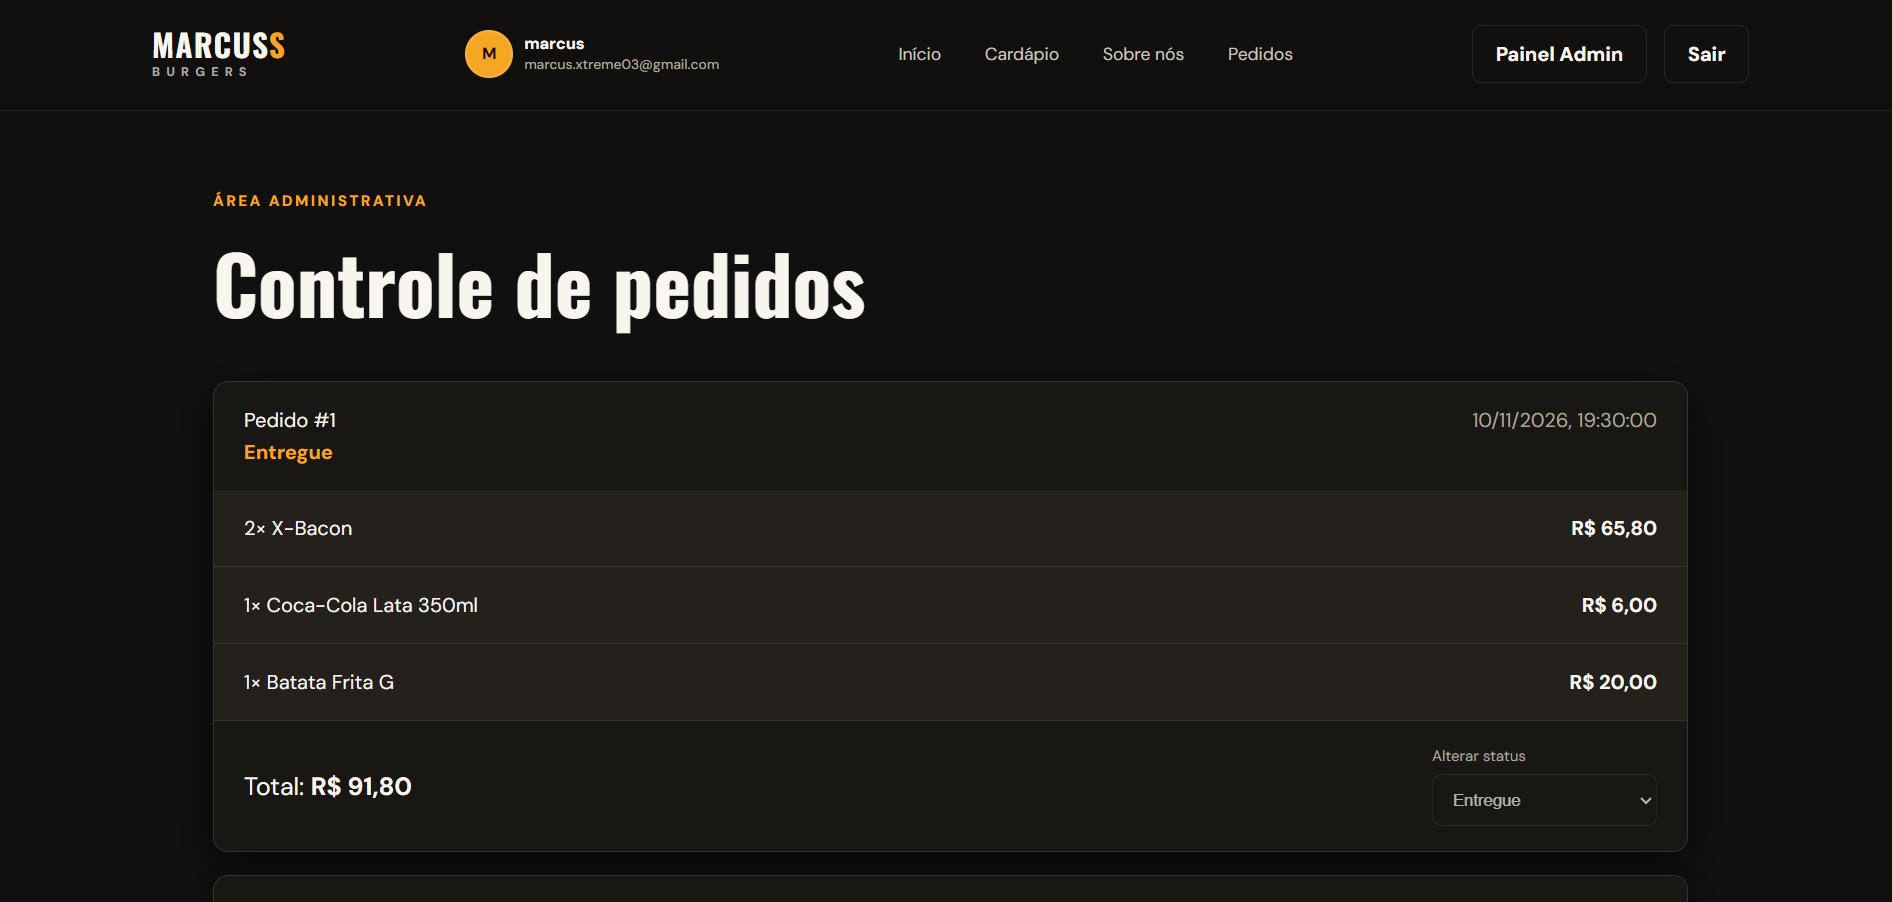 MARCUSS
BURGERS
M
marcus
marcus.xtreme03@gmail.com
Início
Cardápio
Sobre nós
Pedidos
Painel Admin
Sair
ÁREA ADMINISTRATIVA
Controle de pedidos
Pedido #1
10/11/2026, 19:30:00
Entregue
2× X-Bacon
R$ 65,80
1× Coca-Cola Lata 350ml
R$ 6,00
1× Batata Frita G
R$ 20,00
Alterar status
Total: R$ 91,80
Entregue